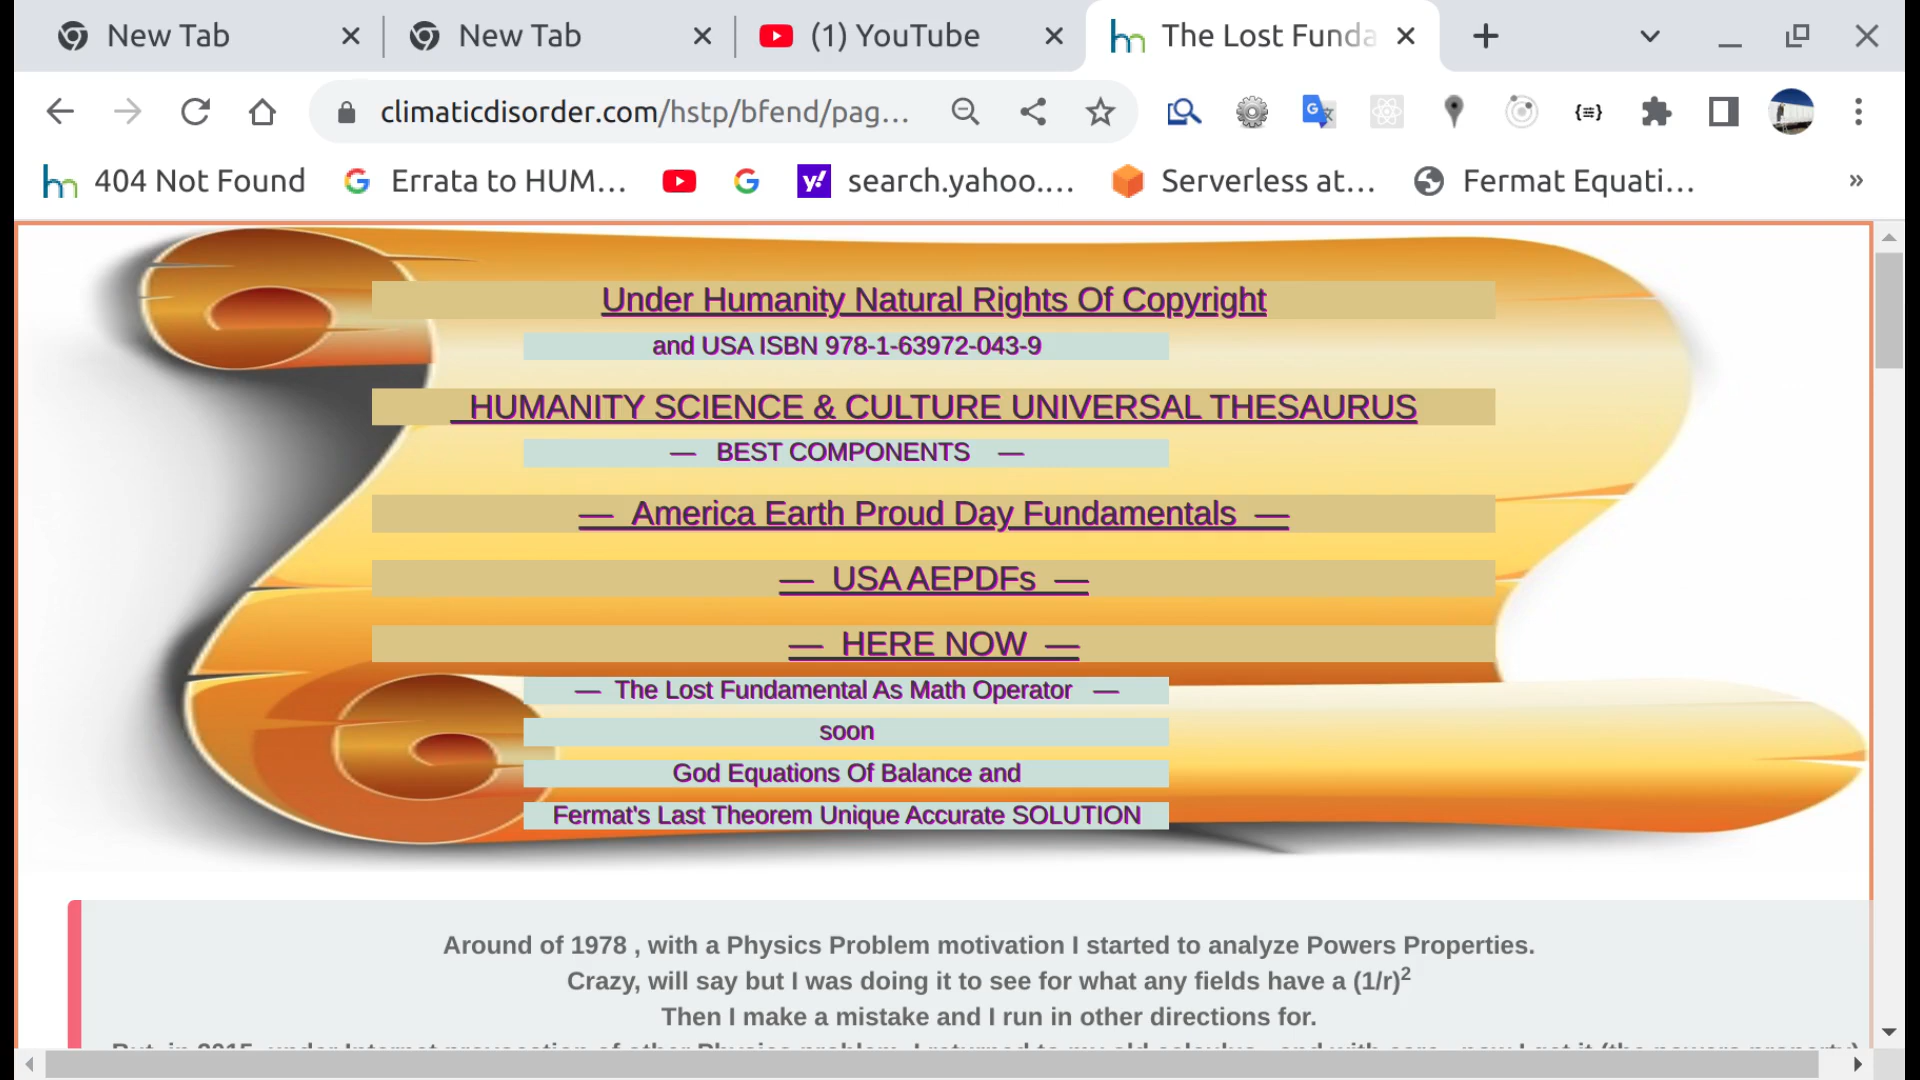 New Tab
New Tab
(1) YouTube
The Lost Funda
climaticdisorder.com/hstp/bfend/pag...
404 Not Found
Errata to HUM...
search.yahoo....
Serverless at...
Fermat Equati...
»
Under Humanity Natural Rights Of Copyright
and USA ISBN 978-1-63972-043-9
HUMANITY SCIENCE & CULTURE UNIVERSAL THESAURUS
— BEST COMPONENTS —
— America Earth Proud Day Fundamentals —
— USA AEPDFs —
— HERE NOW —
— The Lost Fundamental As Math Operator —
soon
God Equations Of Balance and
Fermat's Last Theorem Unique Accurate SOLUTION
Around of 1978 , with a Physics Problem motivation I started to analyze Powers Properties.
Crazy, will say but I was doing it to see for what any fields have a (1/r)²
Then I make a mistake and I run in other directions for.